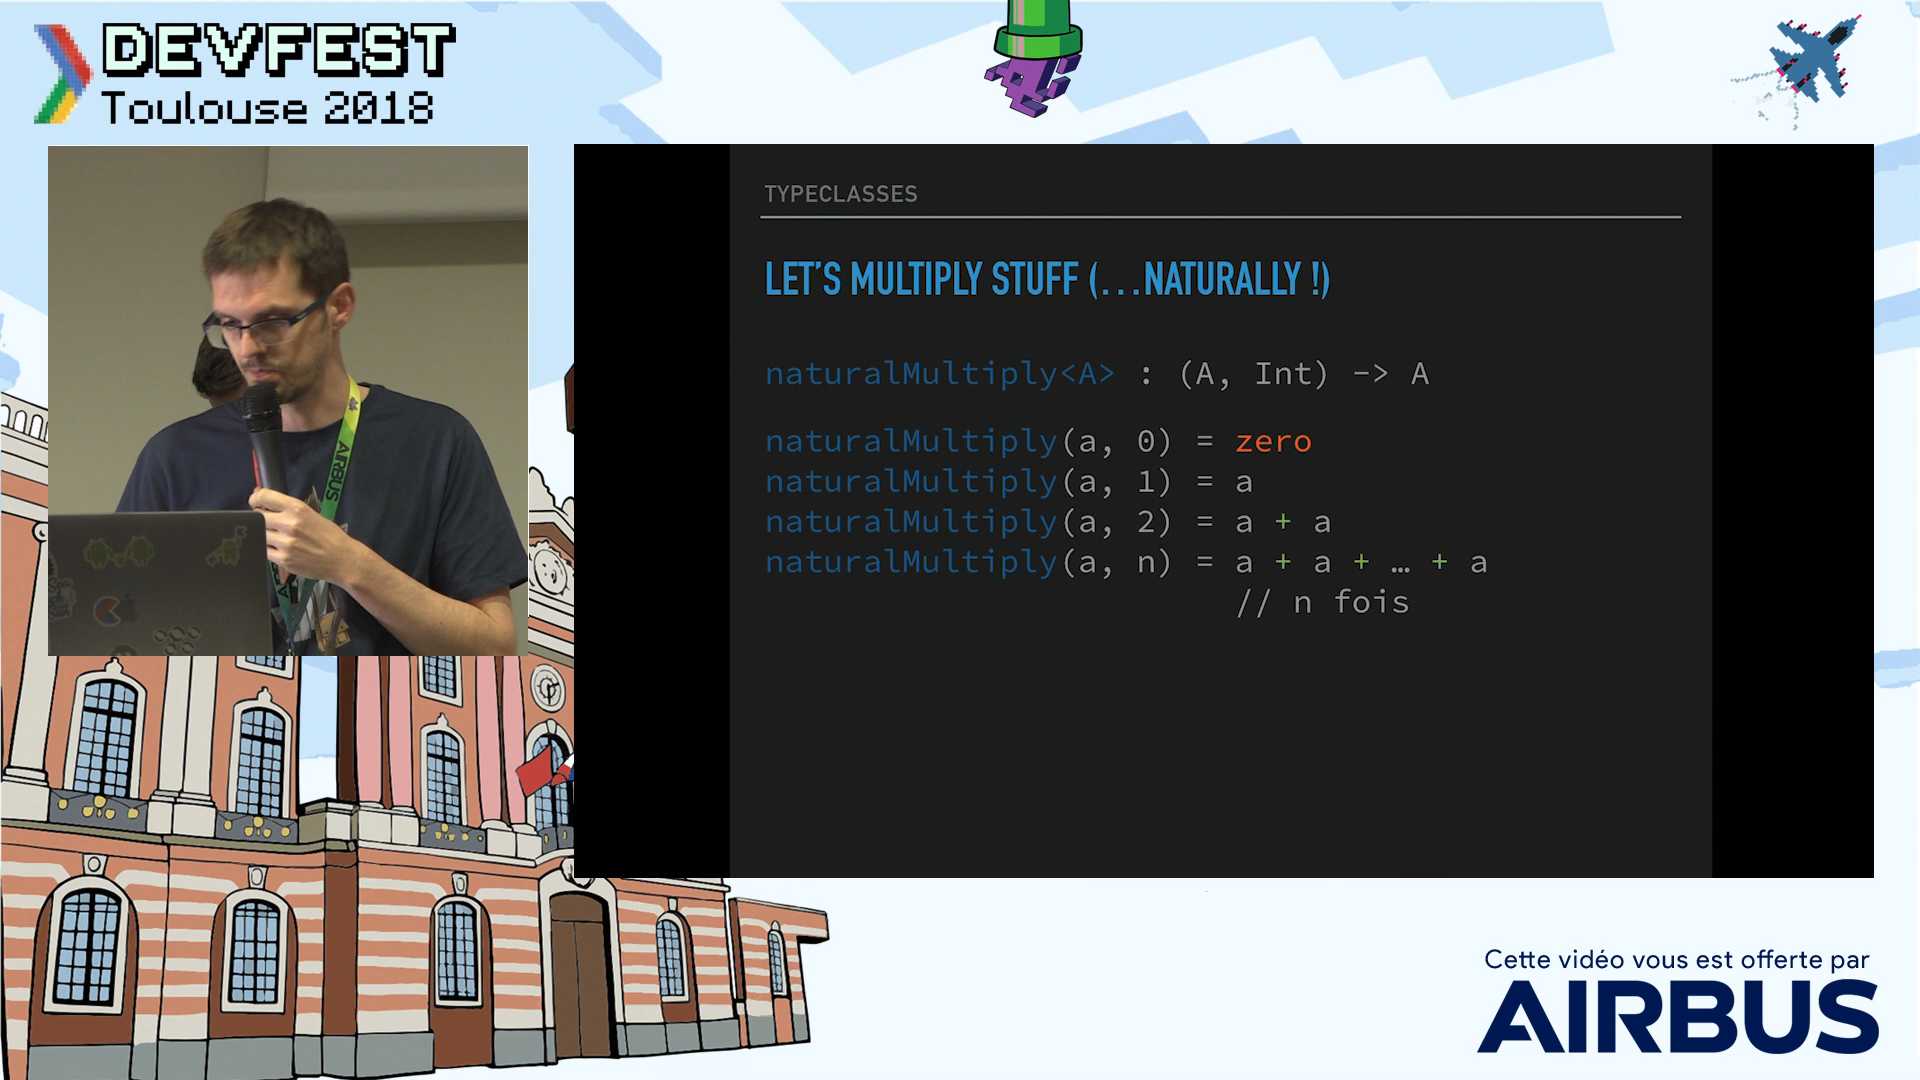 DEVFEST
Toulouse 2018
AIRBUS
TYPECLASSES
LET'S MULTIPLY STUFF (...NATURALLY !)
naturalMultiply<A> : (A, Int) -> A
naturalMultiply(a, 0) = zero
naturalMultiply(a, 1) = a
naturalMultiply(a, 2) = a + a
naturalMultiply(a, n) = a + a + … + a
// n fois
Cette vidéo vous est offerte par
AIRBUS